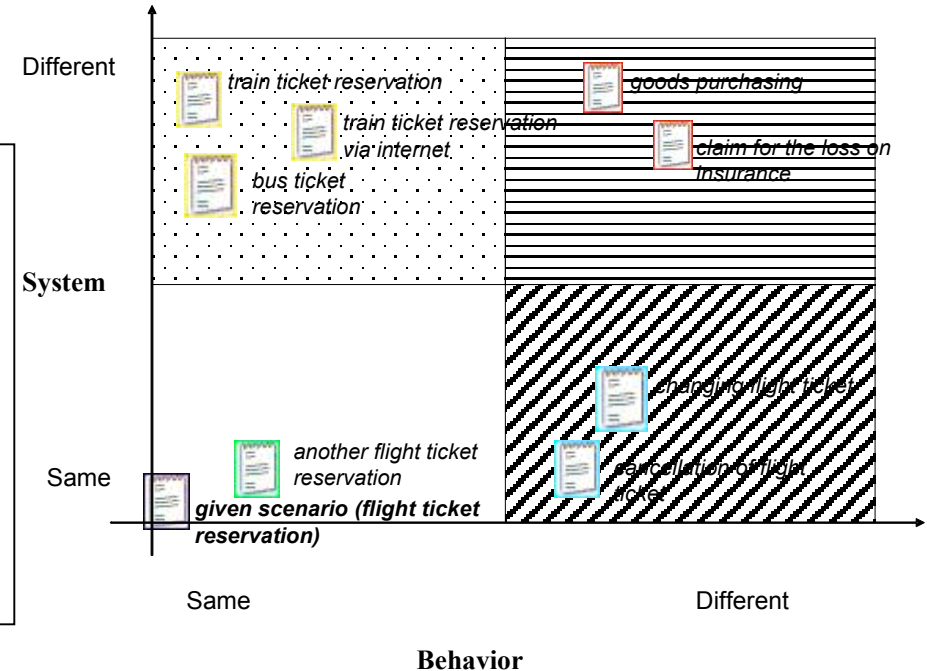 Different
train ticket reservation
goods purchasing
train ticket reservation
via internet
claim for the loss on
insurance
bus ticket
reservation
System
changing flight ticket
another flight ticket
reservation
cancellation of flight
ticket
Same
given scenario (flight ticket
reservation)
Same
Different
Behavior